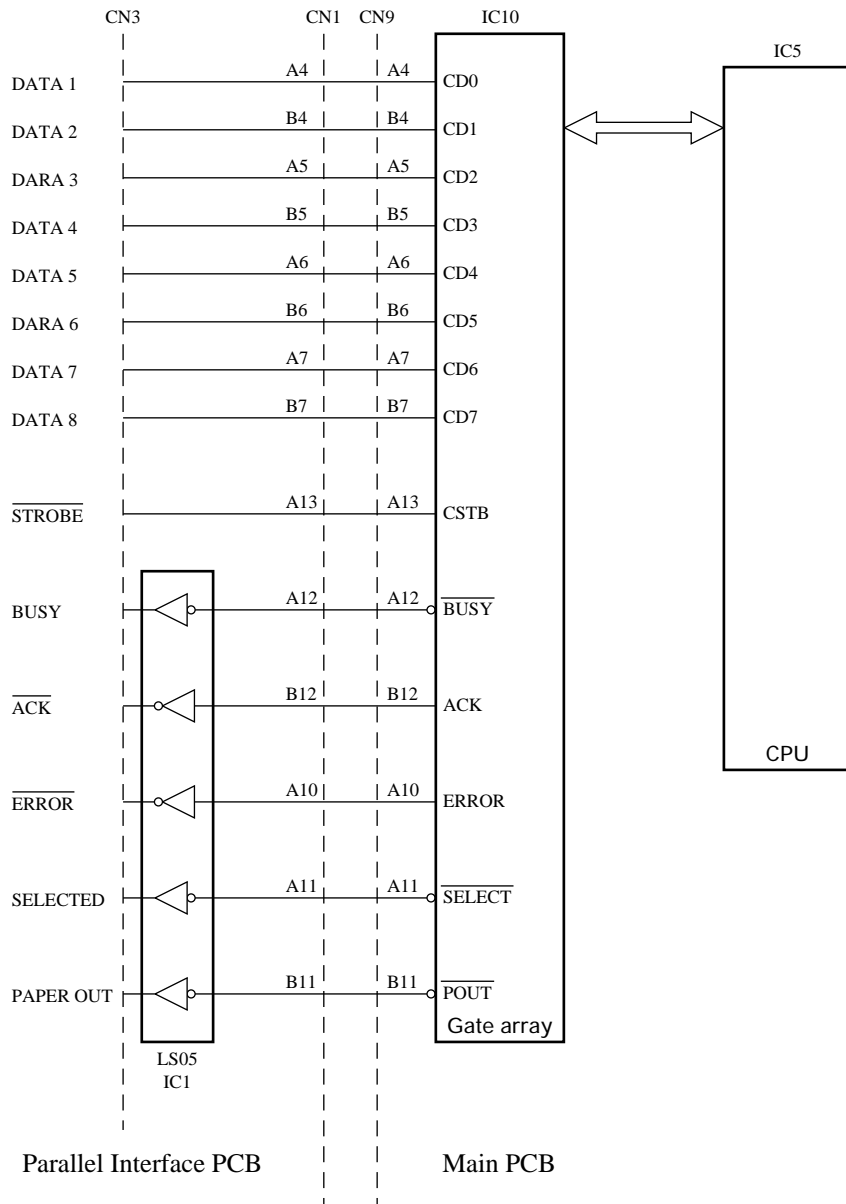 CN3 CN1 CN9 IC10
IC5
DATA 1 A4 A4 CD0
DATA 2 B4 B4 CD1
DARA 3 A5 A5 CD2
DATA 4 B5 B5 CD3
DATA 5 A6 A6 CD4
DARA 6 B6 B6 CD5
DATA 7 A7 A7 CD6
DATA 8 B7 B7 CD7
STROBE A13 A13 CSTB
BUSY A12 A12 BUSY
ACK B12 B12 ACK
CPU
ERROR A10 A10 ERROR
SELECTED A11 A11 SELECT
PAPER OUT B11 B11 POUT
Gate array
LS05
IC1
Parallel Interface PCB Main PCB